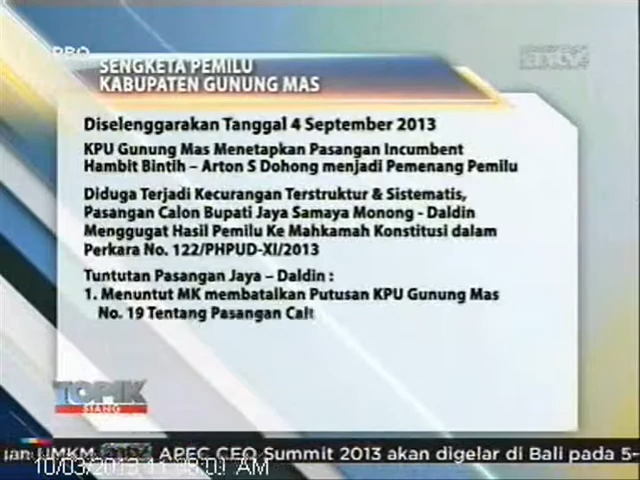 PRO
SENGKETA PEMILU
KABUPATEN GUNUNG MAS
Diselenggarakan Tanggal 4 September 2013
KPU Gunung Mas Menetapkan Pasangan Incumbent
Hambit Bintih – Arton S Dohong menjadi Pemenang Pemilu
Diduga Terjadi Kecurangan Terstruktur & Sistematis,
Pasangan Calon Bupati Jaya Samaya Monong - Daldin
Menggugat Hasil Pemilu Ke Mahkamah Konstitusi dalam
Perkara No. 122/PHPUD-XI/2013
Tuntutan Pasangan Jaya – Daldin :
1. Menuntut MK membatalkan Putusan KPU Gunung Mas
No. 19 Tentang Pasangan Cal
TOPIK
SIANG
an UMKM APEC CEO Summit 2013 akan digelar di Bali pada 5-
10/03/2013 11:38:01 AM